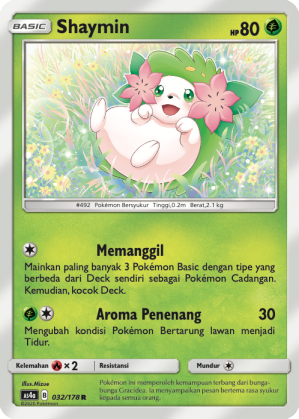 BASIC Shaymin HP80
#492 Pokémon Bersyukur Tinggi,0.2m Berat,2.1 kg
Memanggil
Mainkan paling banyak 3 Pokémon Basic dengan tipe yang
berbeda dari Deck sendiri sebagai Pokémon Cadangan.
Kemudian, kocok Deck.
Aroma Penenang 30
Mengubah kondisi Pokémon Bertarung lawan menjadi
Tidur.
Kelemahan ×2 Resistansi Mundur
Illus.Mizue
Pokémon ini memperoleh kemampuan terbang dari bunga-
bunga Gracidea. Ia menyampaikan perasaan rasa syukur
kepada semua orang.
032/178 R